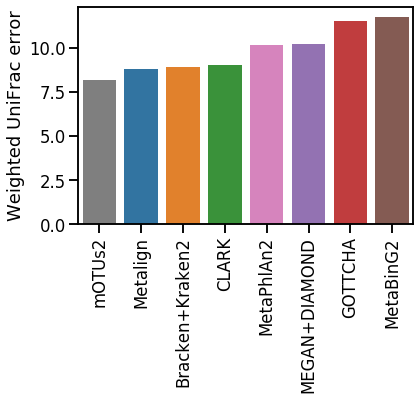 Weighted UniFrac error
10.0
7.5
5.0
2.5
0.0
mOTUs2
Metalign
Bracken+Kraken2
CLARK
MetaPhlAn2
MEGAN+DIAMOND
GOTTCHA
MetaBinG2